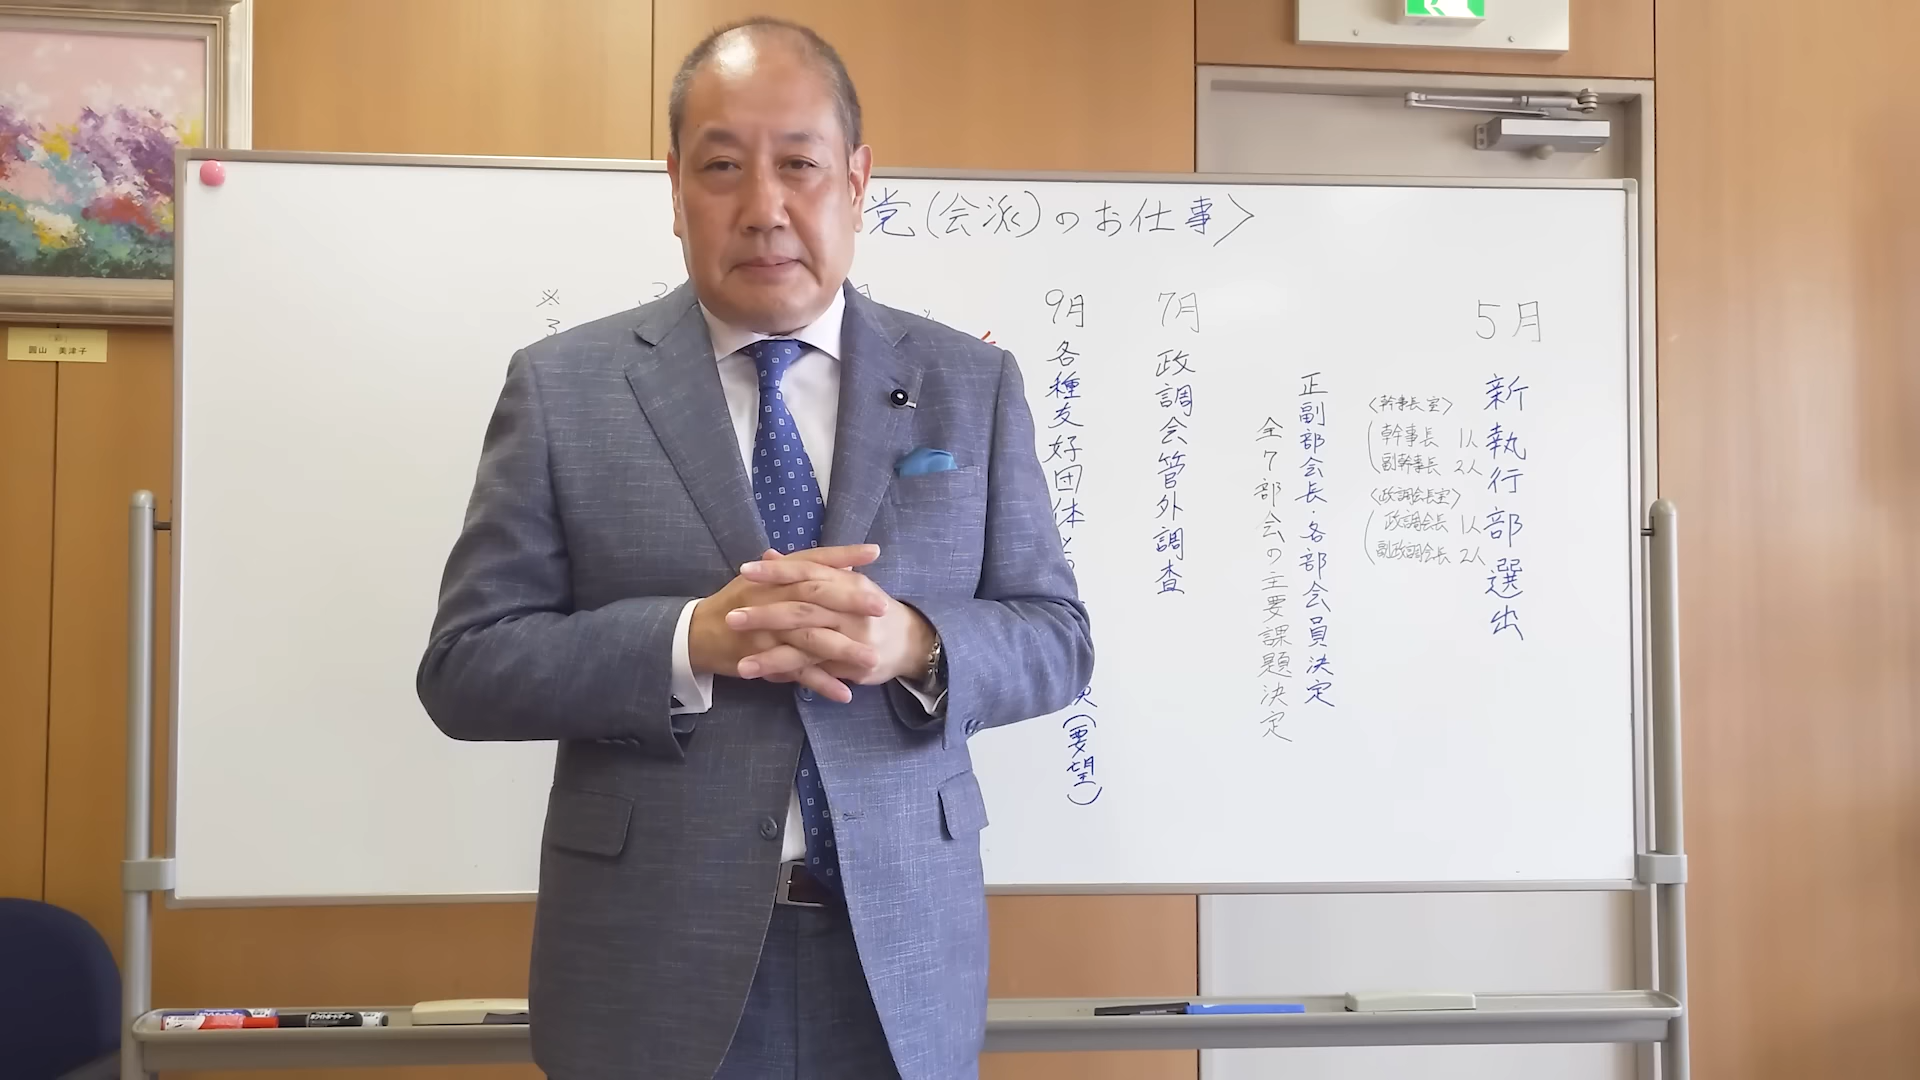 党(会派)のお仕事>
5月
新執行部選出
<幹事長室>
幹事長 1人
副幹事長 2人
<政調会長室>
政調会長 1人
副政調会長 2人
正副部会長・各部会員決定
全7部会の主要課題決定
7月
政調会管外調査
9月
各種友好団体と
(要望)
※
3
圓山 美津子